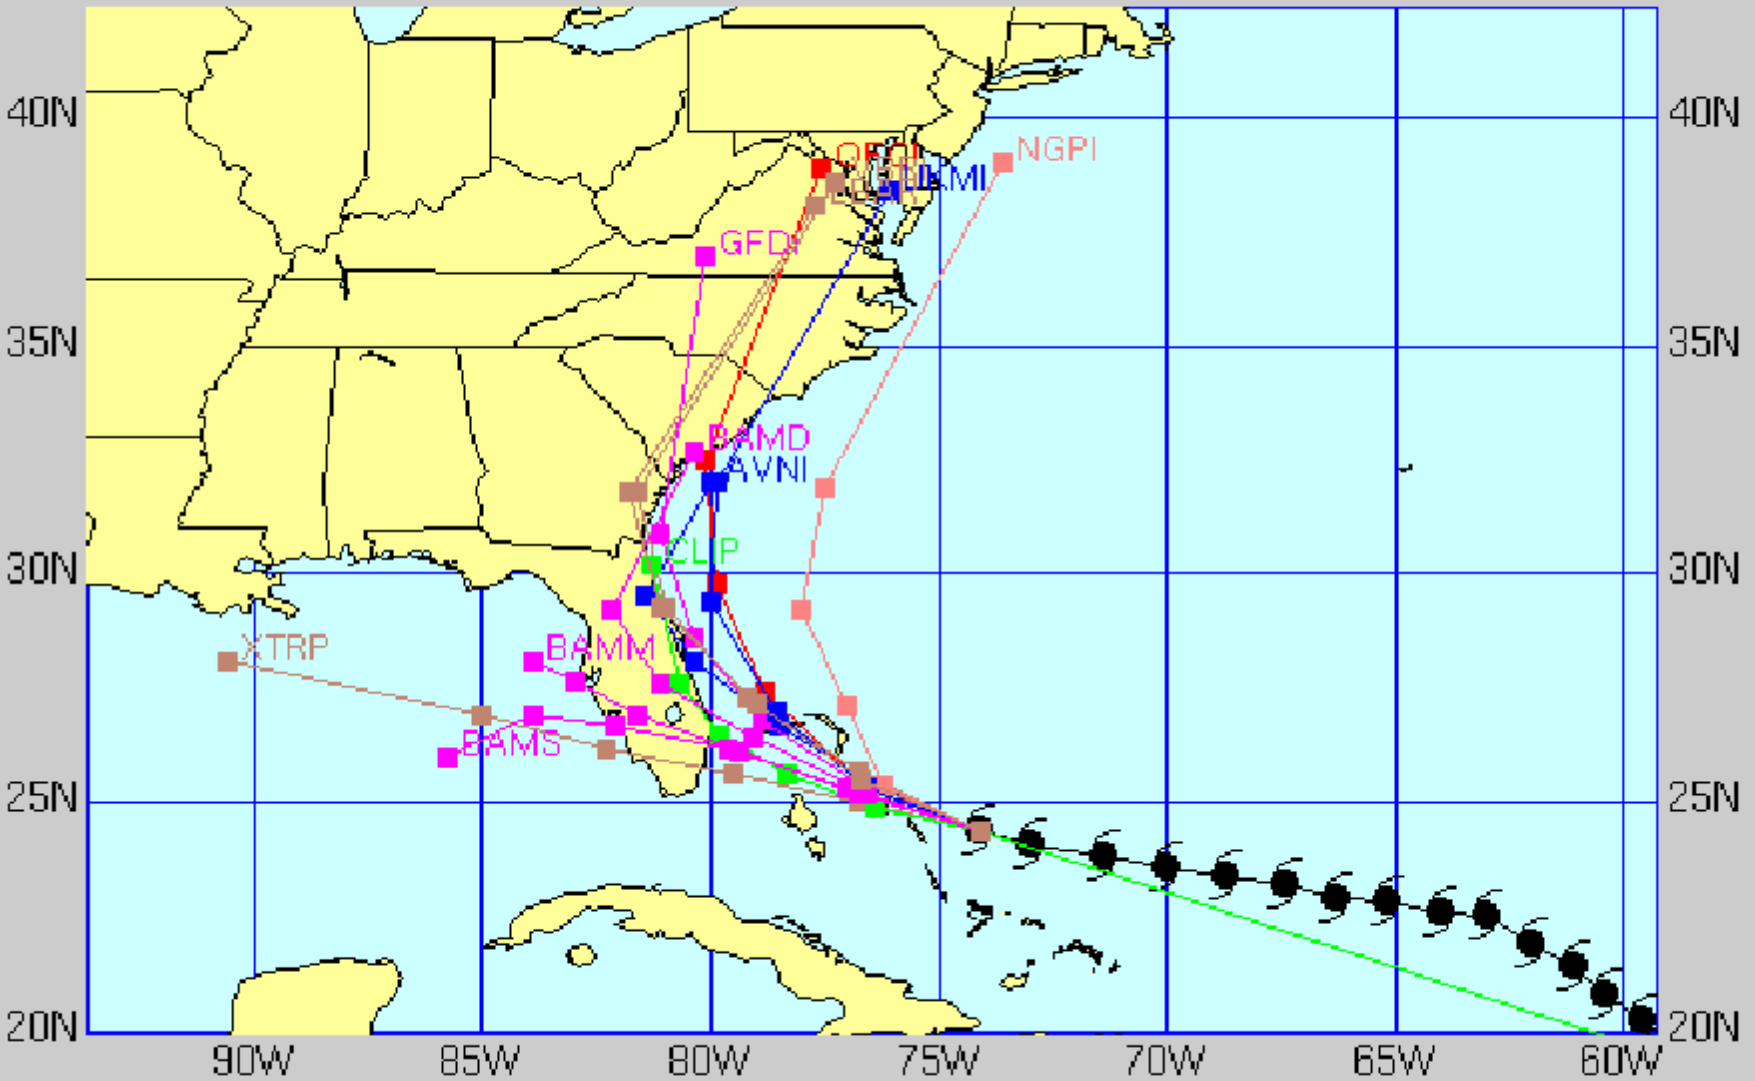 40N 40N
NGPI
UKMI
GFDI
35N 35N
BAMD
AVNI
CLIP
30N 30N
XTRP BAMM
BAMS
25N 25N
20N 20N
90W 85W 80W 75W 70W 65W 60W